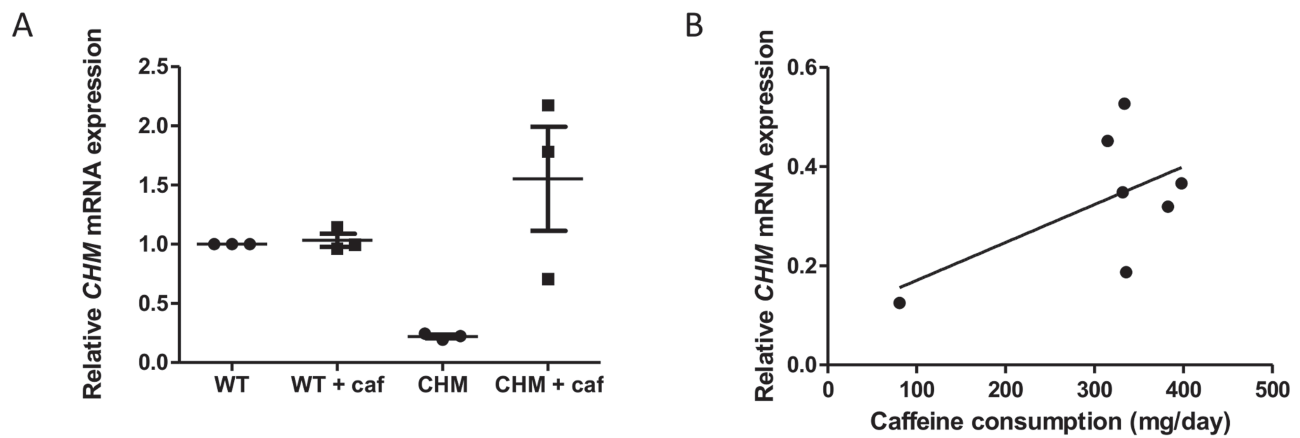 A
Relative CHM mRNA expression
2.5
2.0
1.5
1.0
0.5
0.0
WT
WT + caf
CHM
CHM + caf
B
Relative CHM mRNA expression
0.6
0.4
0.2
0.0
0
100
200
300
400
500
Caffeine consumption (mg/day)